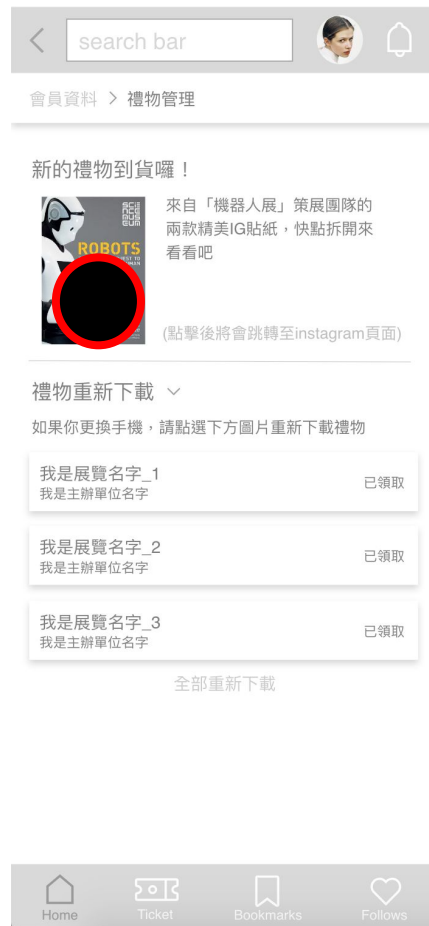 search bar
會員資料 > 禮物管理
新的禮物到貨囉！
ROBOTS
來自「機器人展」策展團隊的
兩款精美IG貼紙，快點拆開來
看看吧
(點擊後將會跳轉至instagram頁面)
禮物重新下載
如果你更換手機，請點選下方圖片重新下載禮物
我是展覽名字_1
我是主辦單位名字
已領取
我是展覽名字_2
我是主辦單位名字
已領取
我是展覽名字_3
我是主辦單位名字
已領取
全部重新下載
Home
Ticket
Bookmarks
Follows